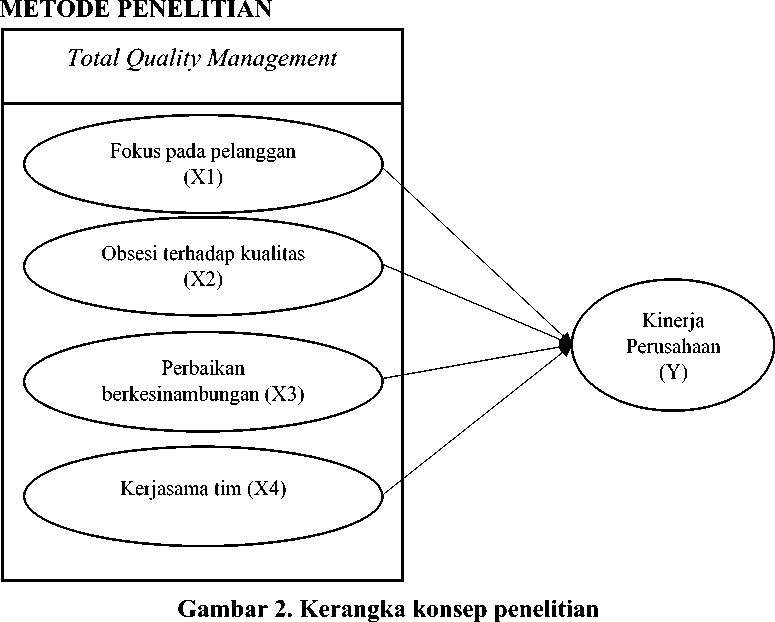 METODE PENELITIAN
Total Quality Management
Fokus pada pelanggan
(X1)
Obsesi terhadap kualitas
(X2)
Perbaikan
berkesinambungan (X3)
Kerjasama tim (X4)
Kinerja
Perusahaan
(Y)
Gambar 2. Kerangka konsep penelitian